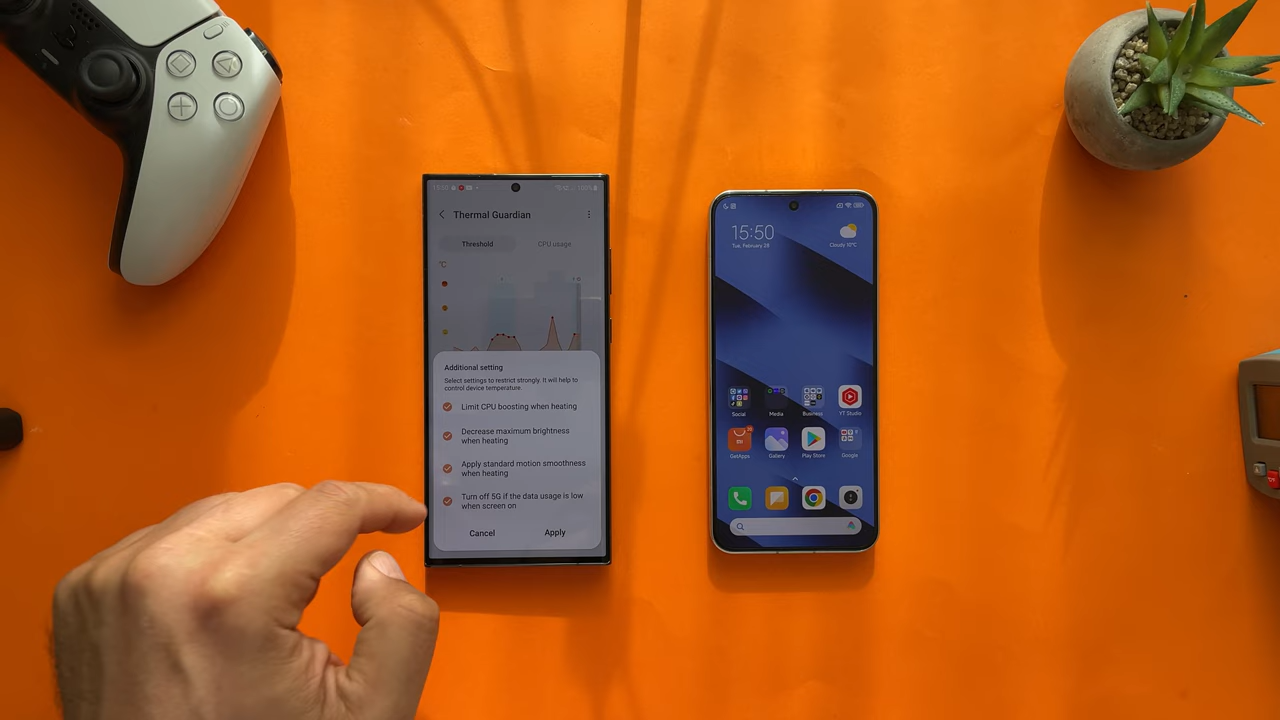 Thermal Guardian
Threshold
CPU usage
°C
Additional setting
Select settings to restrict strongly. It will help to
control device temperature.
Limit CPU boosting when heating
Decrease maximum brightness
when heating
Apply standard motion smoothness
when heating
Turn off 5G if the data usage is low
when screen on
Cancel
Apply
15:50
Tue, February 28
Cloudy 10°C
Social
Media
Business
YT Studio
GetApps
Gallery
Play Store
Google